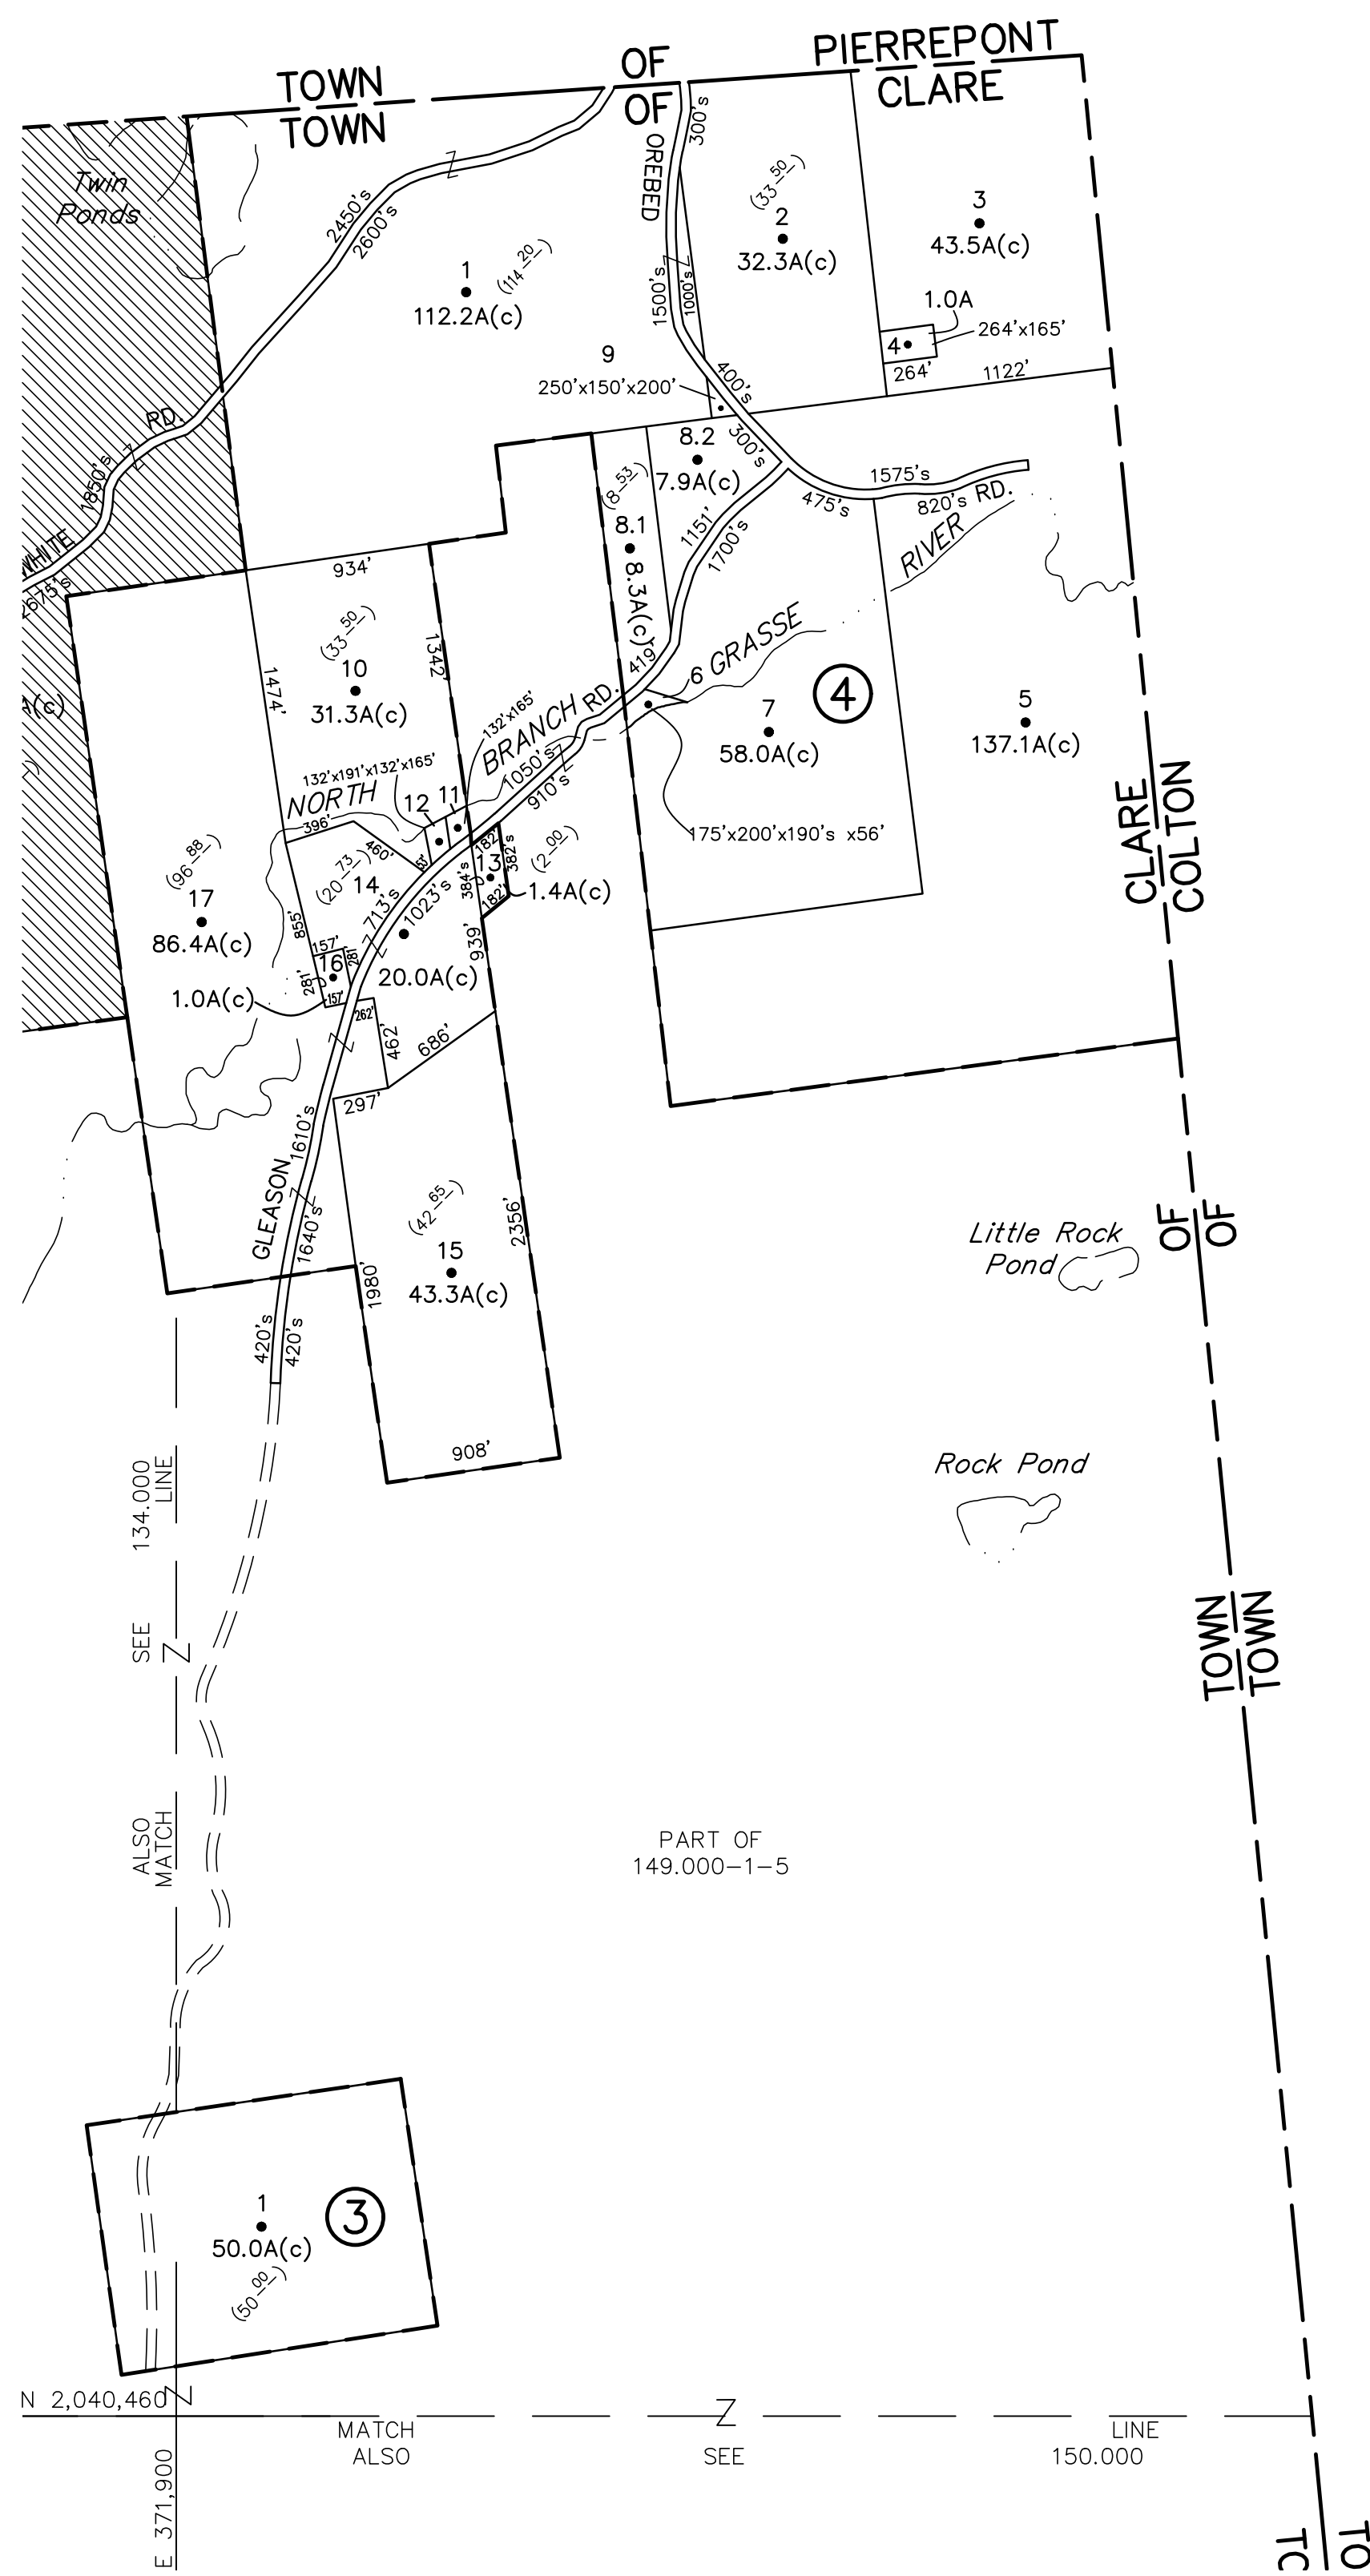 TOWN OF PIERREPONT
TOWN OF CLARE
Twin
Ponds
2450's
2600's
1
112.2A(c)
(114 20)
OREBED
300's
(33 50)
2
32.3A(c)
3
43.5A(c)
1.0A
4
264'x165'
264'
1122'
1500's
1000's
9
250'x150'x200'
400's
300's
RD.
1850's
WHITE
2675's
8.2
7.9A(c)
(8 53)
8.1
8.3A(c)
1151'
1700's
475's
1575's
820's RD.
RIVER
934'
(33 50)
10
31.3A(c)
1474'
1342'
419'
6 GRASSE
4
7
58.0A(c)
5
137.1A(c)
A(c)
BRANCH RD.
132'x165'
1050's
910's
132'x191'x132'x165'
NORTH
12
11
396'
460'
53'
182'
382's
(2 00)
13
384's
182'
1.4A(c)
175'x200'x190's x56'
CLARE
COLTON
(96 88)
17
86.4A(c)
(20 73)
14
713's
1023's
855'
939'
157'
281'
16
281'
157'
20.0A(c)
1.0A(c)
262'
462'
686'
297'
1610's
GLEASON
1640's
(42 65)
15
43.3A(c)
2356'
1980'
420's
420's
908'
Little Rock
Pond
OF
OF
Rock Pond
134.000
LINE
SEE
TOWN
TOWN
ALSO
MATCH
PART OF
149.000-1-5
1
50.0A(c)
(50 00)
3
N 2,040,460
MATCH LINE
ALSO SEE 150.000
E 371,900
TO
TO